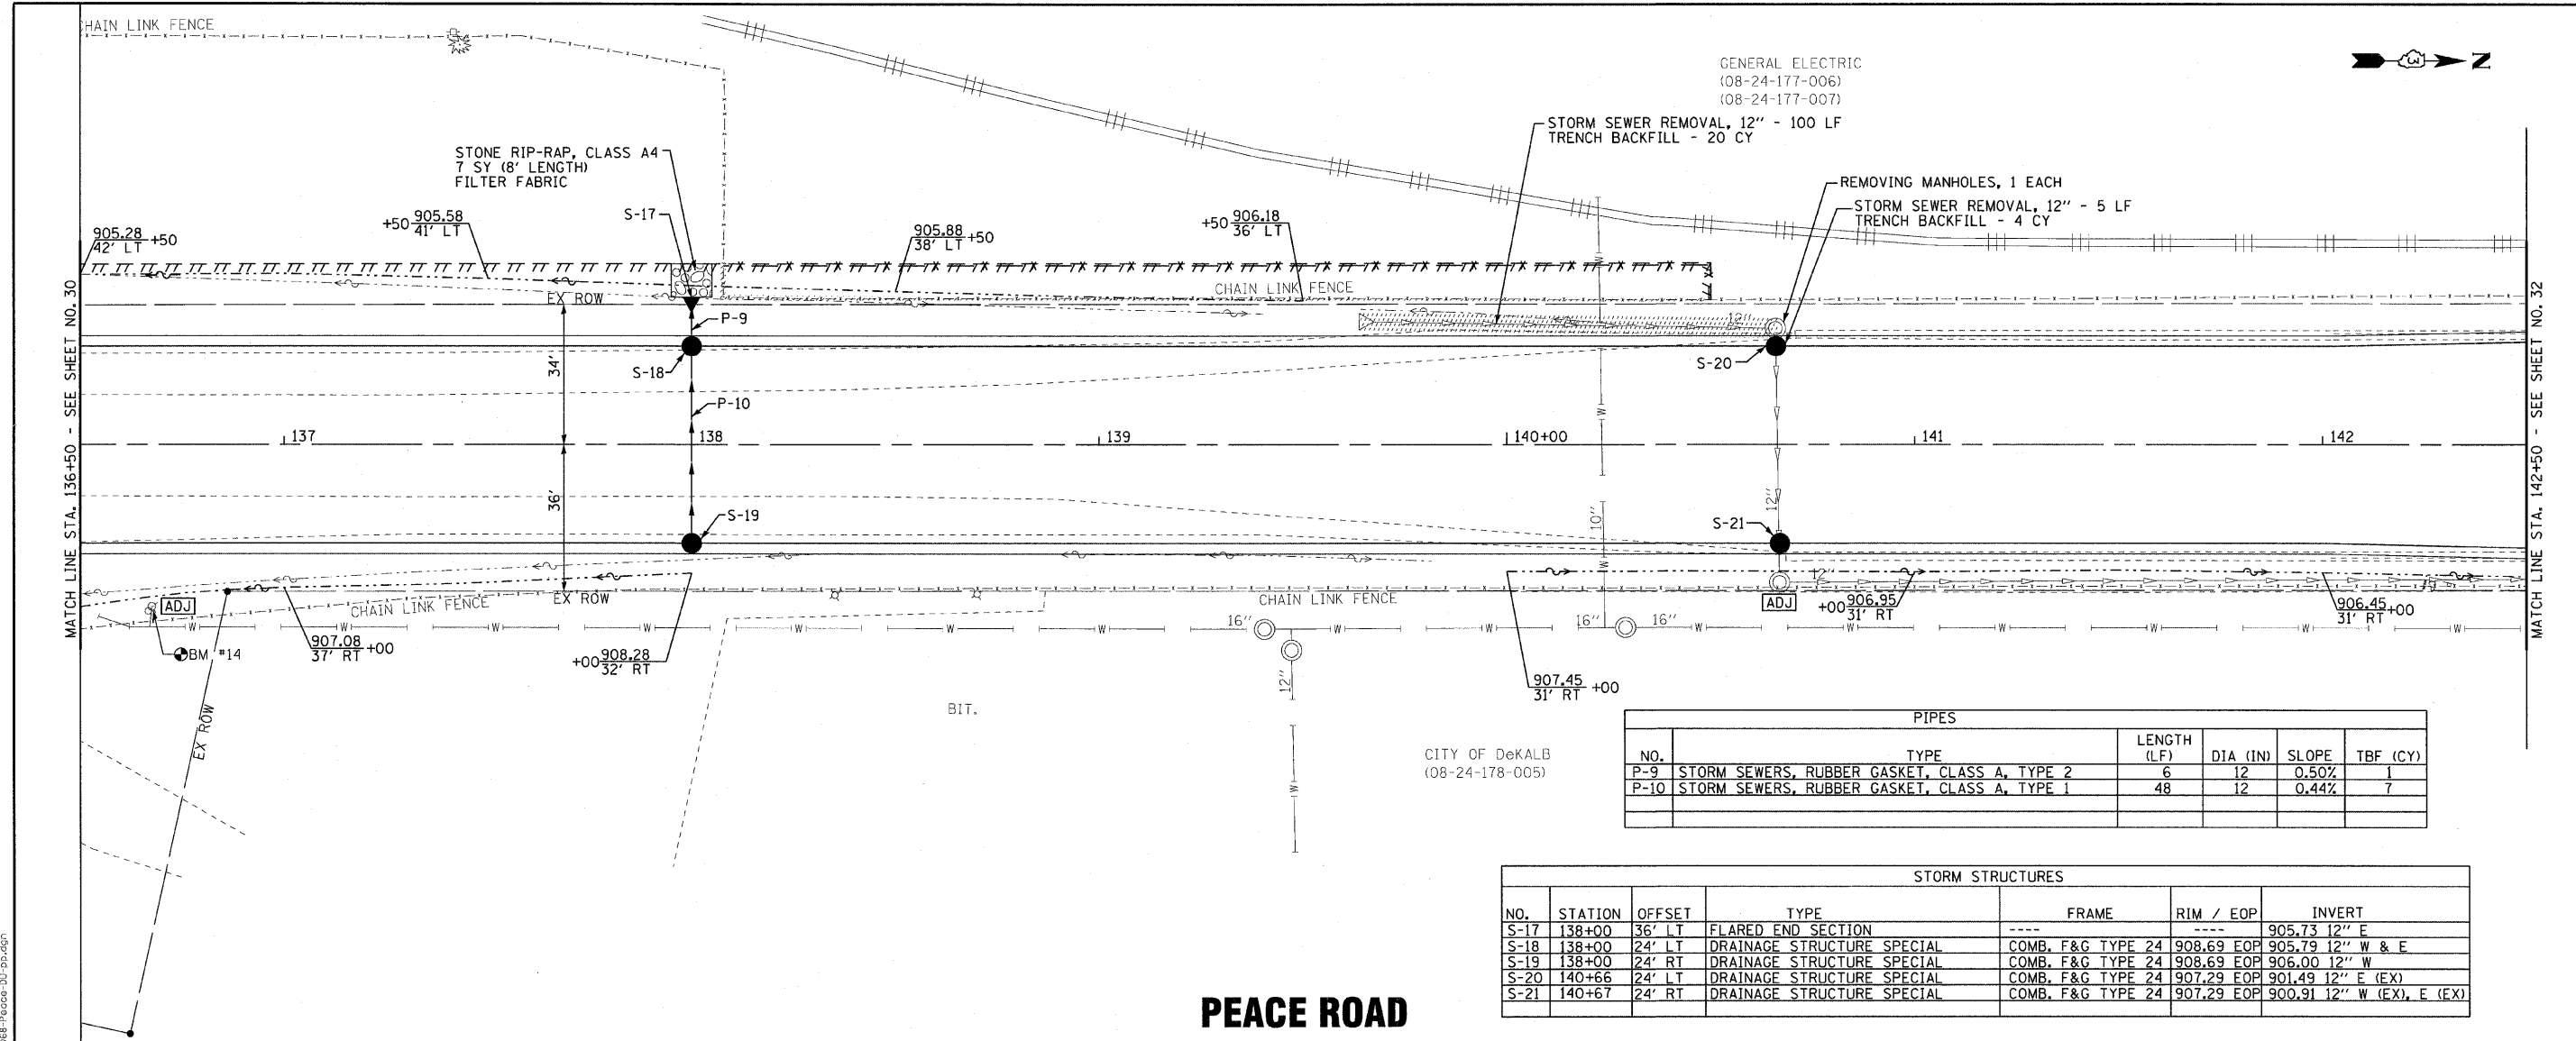 CHAIN LINK FENCE
GENERAL ELECTRIC
(08-24-177-006)
(08-24-177-007)
N
STORM SEWER REMOVAL, 12" - 100 LF
TRENCH BACKFILL - 20 CY
STONE RIP-RAP, CLASS A4
7 SY (8' LENGTH)
FILTER FABRIC
REMOVING MANHOLES, 1 EACH
STORM SEWER REMOVAL, 12" - 5 LF
TRENCH BACKFILL - 4 CY
S-17
905.28 +50
42' LT
+50 905.58
41' LT
905.88 +50
38' LT
+50 906.18
36' LT
EX ROW
CHAIN LINK FENCE
P-9
12"
S-18
S-20
34'
P-10
137
138
139
140+00
141
142
36'
S-19
10"
12"
S-21
MATCH LINE STA. 136+50 - SEE SHEET NO. 30
MATCH LINE STA. 142+50 - SEE SHEET NO. 32
ADJ
CHAIN LINK FENCE
EX ROW
CHAIN LINK FENCE
12"
ADJ
+00 906.95
31' RT
906.45 +00
31' RT
W W W W W W W W W W W W W
16"
16"
16"
BM #14
907.08 +00
37' RT
+00 908.28
32' RT
907.45 +00
31' RT
12"
EX ROW
BIT.
CITY OF DeKALB
(08-24-178-005)
PIPES
NO. TYPE LENGTH (LF) DIA (IN) SLOPE TBF (CY)
P-9 STORM SEWERS, RUBBER GASKET, CLASS A, TYPE 2 6 12 0.50% 1
P-10 STORM SEWERS, RUBBER GASKET, CLASS A, TYPE 1 48 12 0.44% 7
STORM STRUCTURES
NO. STATION OFFSET TYPE FRAME RIM / EOP INVERT
S-17 138+00 36' LT FLARED END SECTION ---- ---- 905.73 12" E
S-18 138+00 24' LT DRAINAGE STRUCTURE SPECIAL COMB. F&G TYPE 24 908.69 EOP 905.79 12" W & E
S-19 138+00 24' RT DRAINAGE STRUCTURE SPECIAL COMB. F&G TYPE 24 908.69 EOP 906.00 12" W
S-20 140+66 24' LT DRAINAGE STRUCTURE SPECIAL COMB. F&G TYPE 24 907.29 EOP 901.49 12" E (EX)
S-21 140+67 24' RT DRAINAGE STRUCTURE SPECIAL COMB. F&G TYPE 24 907.29 EOP 900.91 12" W (EX), E (EX)
PEACE ROAD